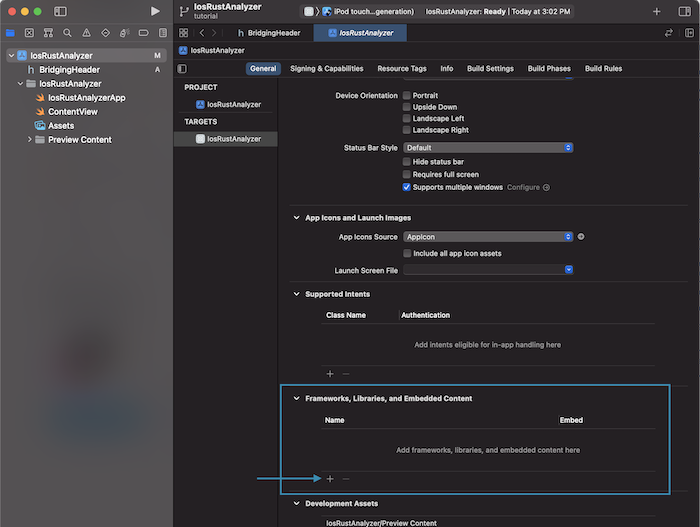 IosRustAnalyzer
tutorial
iPod touch...generation)
IosRustAnalyzer: Ready | Today at 3:02 PM
BridgingHeader
IosRustAnalyzer
IosRustAnalyzer
IosRustAnalyzer M
h BridgingHeader A
IosRustAnalyzer
IosRustAnalyzerApp
ContentView
Assets
Preview Content
General Signing & Capabilities Resource Tags Info Build Settings Build Phases Build Rules
PROJECT
IosRustAnalyzer
TARGETS
IosRustAnalyzer
Device Orientation Portrait
Upside Down
Landscape Left
Landscape Right
Status Bar Style Default
Hide status bar
Requires full screen
Supports multiple windows Configure
App Icons and Launch Images
App Icons Source AppIcon
Include all app icon assets
Launch Screen File
Supported Intents
Class Name Authentication
Add intents eligible for in-app handling here
Frameworks, Libraries, and Embedded Content
Name Embed
Add frameworks, libraries, and embedded content here
Development Assets
IosRustAnalyzer/Preview Content